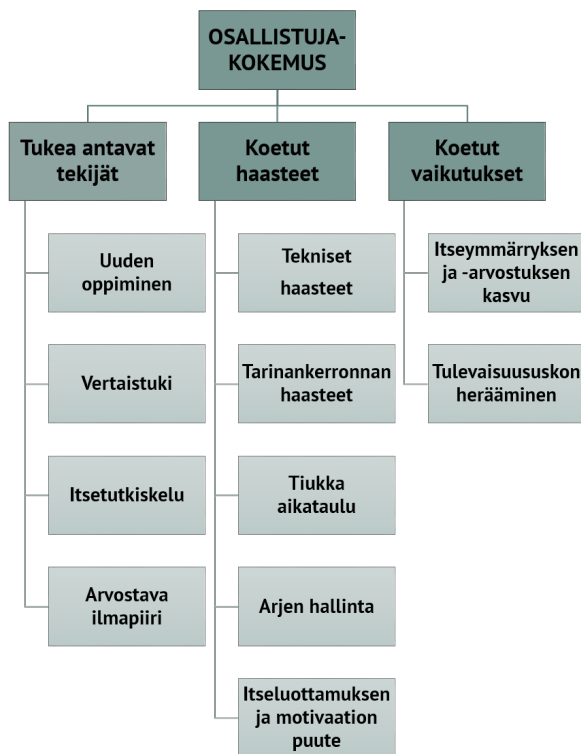 OSALLISTUJA-
KOKEMUS
Tukea antavat
tekijät
Koetut
haasteet
Koetut
vaikutukset
Uuden
oppiminen
Vertaistuki
Itsetutkiskelu
Arvostava
ilmapiiri
Tekniset
haasteet
Tarinankerronnan
haasteet
Tiukka
aikataulu
Arjen hallinta
Itseluottamuksen
ja motivaation
puute
Itseymmärryksen
ja -arvostuksen
kasvu
Tulevaisuususkon
herääminen